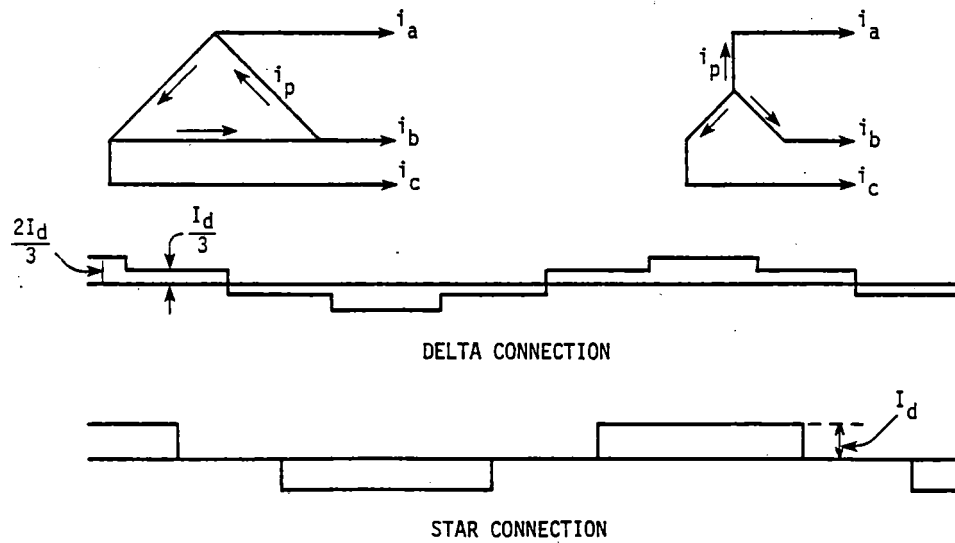 i_a
i_p
i_b
i_c
i_a
i_p
i_b
i_c
2I_d/3
I_d/3
DELTA CONNECTION
I_d
STAR CONNECTION